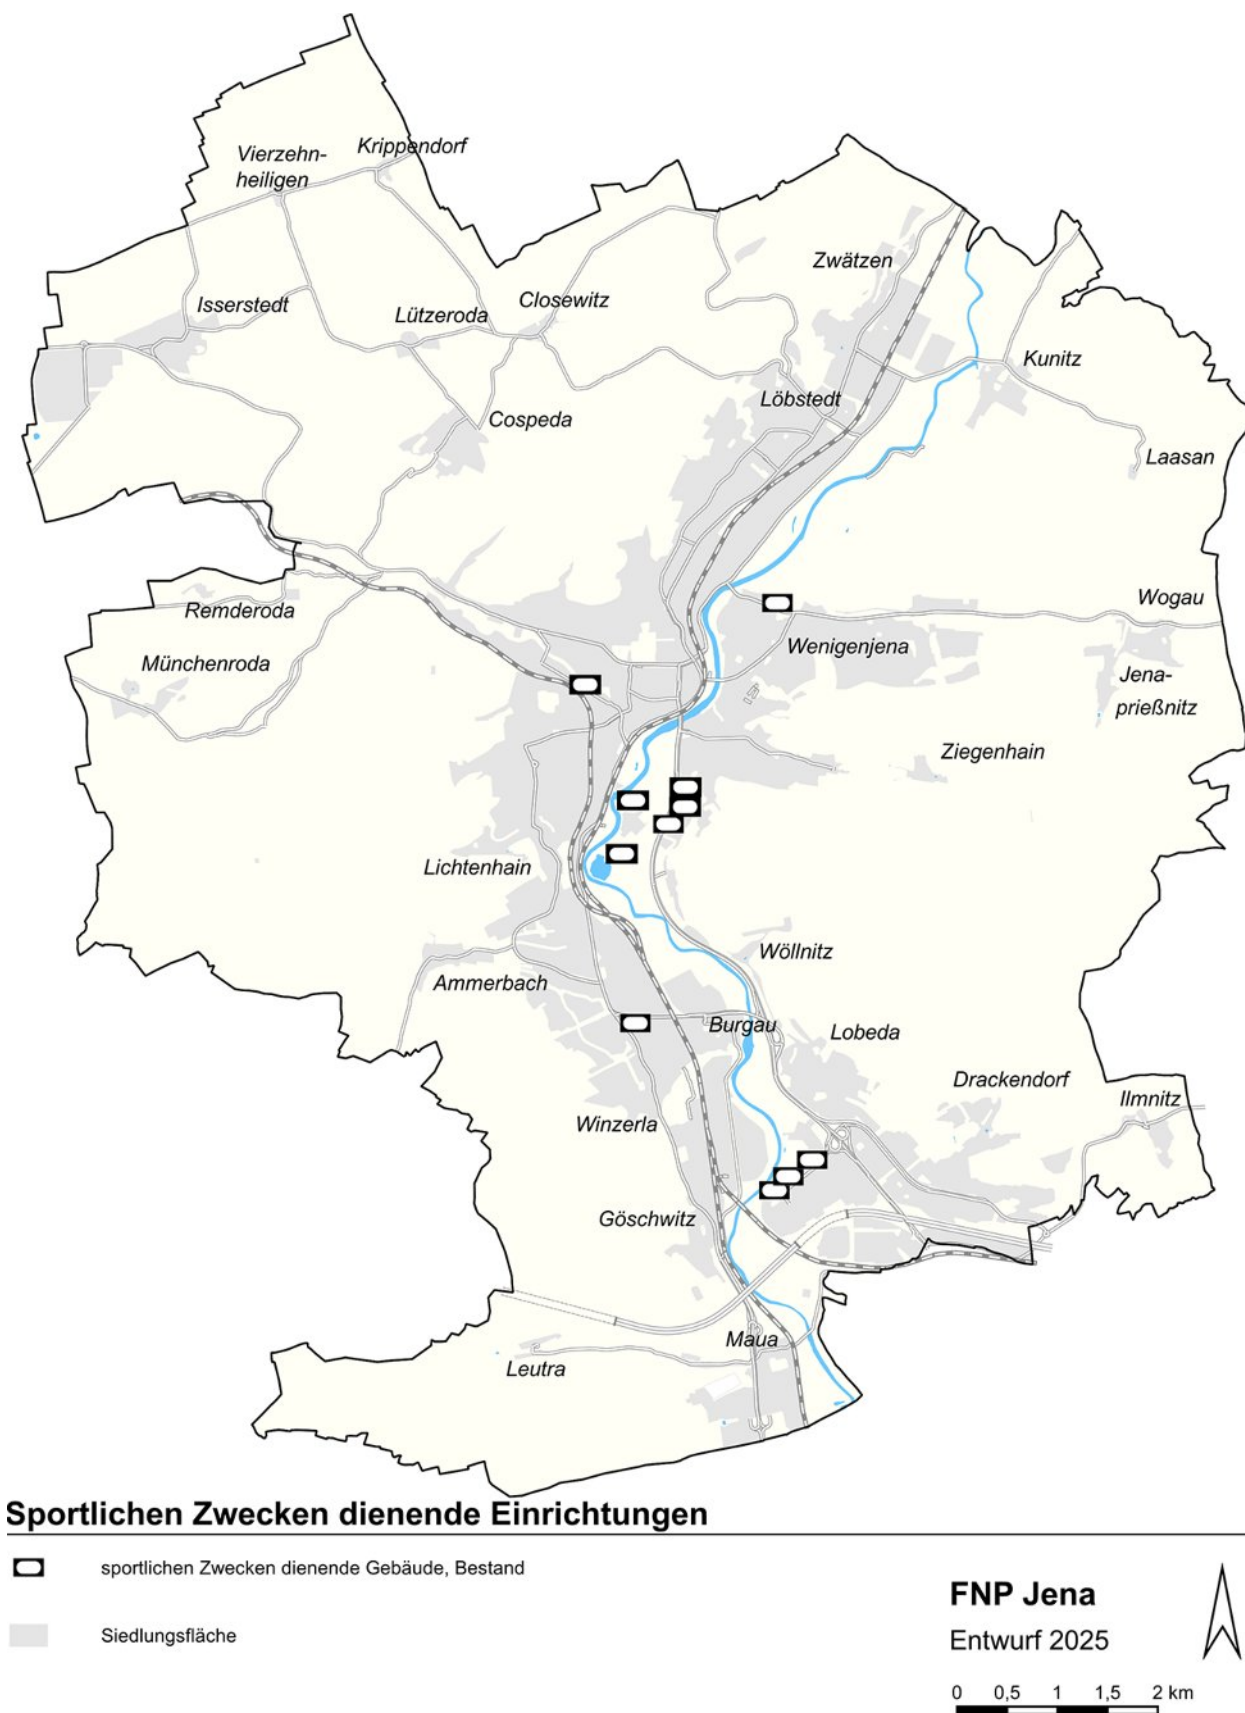 Krippendorf
Vierzehn-
heiligen
Zwätzen
Isserstedt
Closewitz
Lützeroda
Kunitz
Löbstedt
Cospeda
Laasan
Wogau
Remderoda
Wenigenjena
Münchenroda
Jena-
prießnitz
Ziegenhain
Lichtenhain
Wöllnitz
Ammerbach
Burgau
Lobeda
Drackendorf
Ilmnitz
Winzerla
Göschwitz
Maua
Leutra
Sportlichen Zwecken dienende Einrichtungen
sportlichen Zwecken dienende Gebäude, Bestand
Siedlungsfläche
FNP Jena
Entwurf 2025
0 0,5 1 1,5 2 km